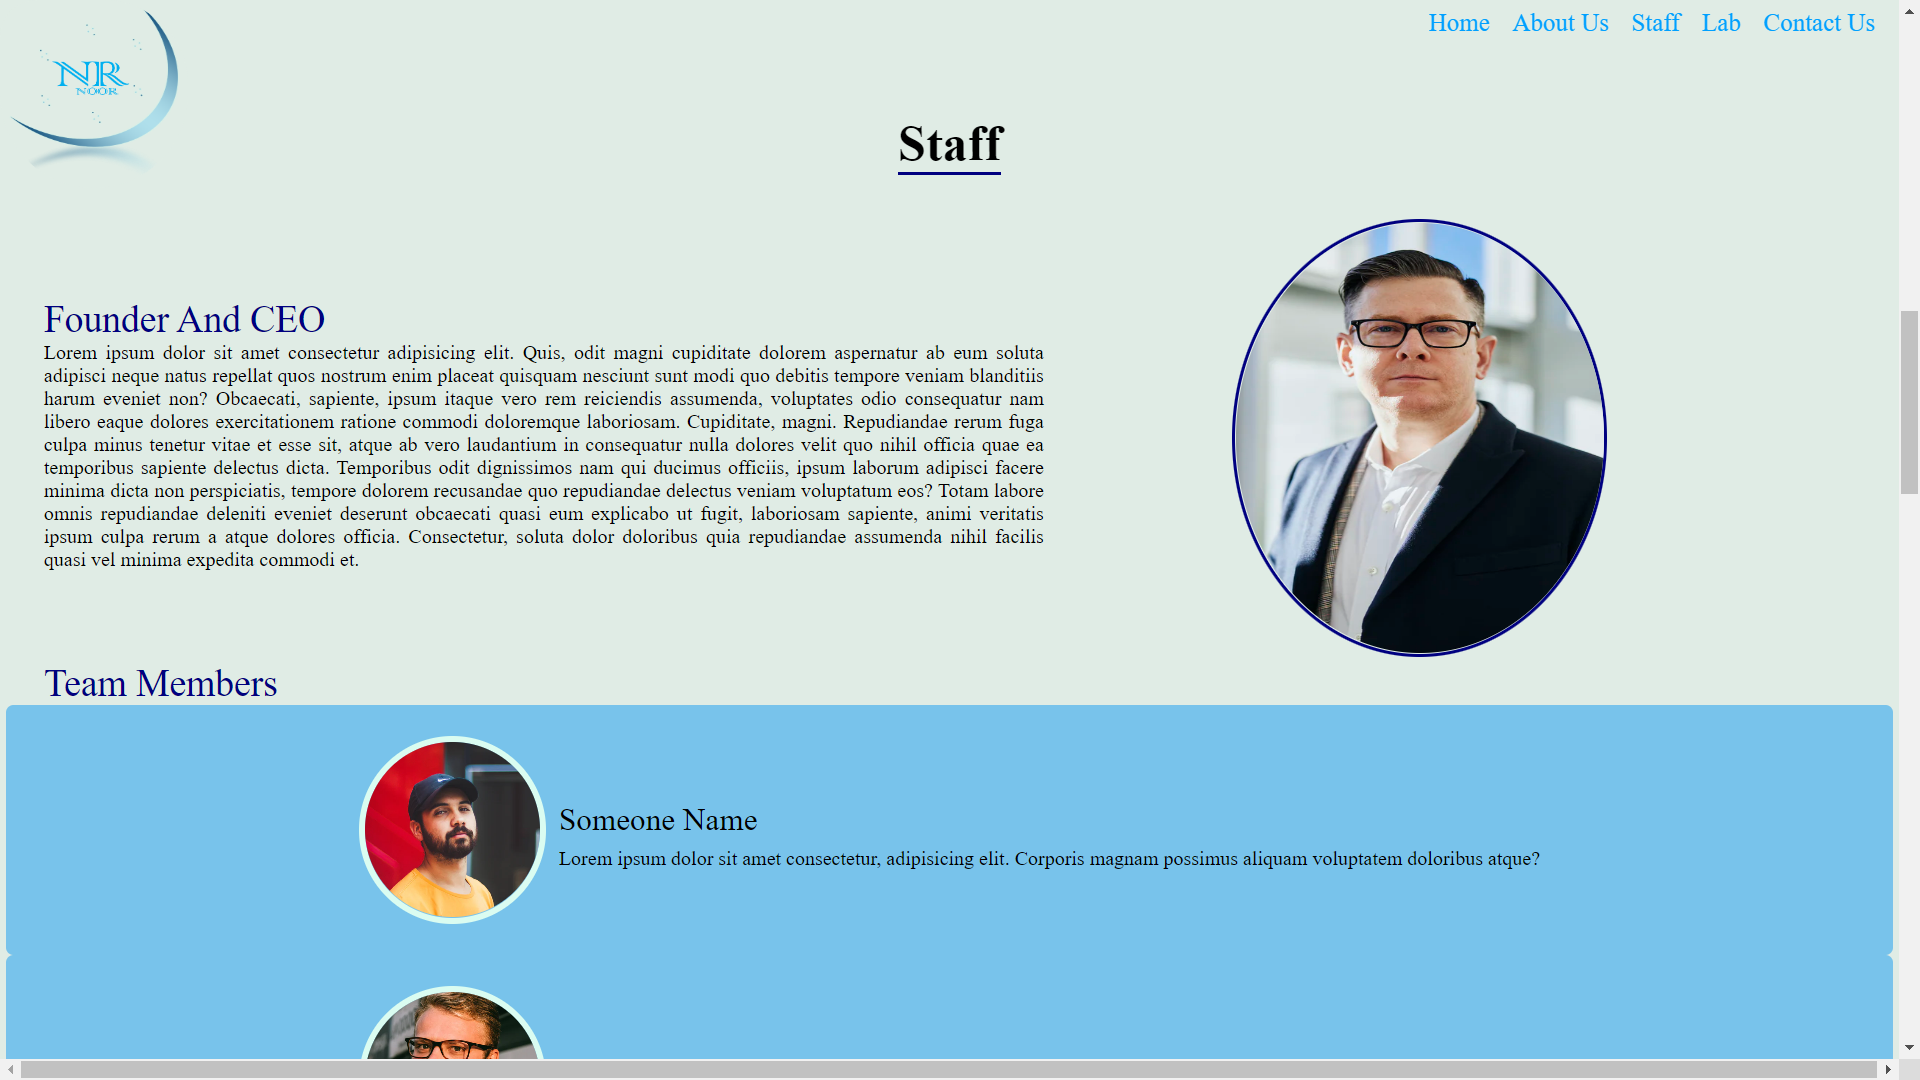 Home About Us Staff Lab Contact Us
NR
NOOR
Staff
Founder And CEO
Lorem ipsum dolor sit amet consectetur adipisicing elit. Quis, odit magni cupiditate dolorem aspernatur ab eum soluta
adipisci neque natus repellat quos nostrum enim placeat quisquam nesciunt sunt modi quo debitis tempore veniam blanditiis
harum eveniet non? Obcaecati, sapiente, ipsum itaque vero rem reiciendis assumenda, voluptates odio consequatur nam
libero eaque dolores exercitationem ratione commodi doloremque laboriosam. Cupiditate, magni. Repudiandae rerum fuga
culpa minus tenetur vitae et esse sit, atque ab vero laudantium in consequatur nulla dolores velit quo nihil officia quae ea
temporibus sapiente delectus dicta. Temporibus odit dignissimos nam qui ducimus officiis, ipsum laborum adipisci facere
minima dicta non perspiciatis, tempore dolorem recusandae quo repudiandae delectus veniam voluptatum eos? Totam labore
omnis repudiandae deleniti eveniet deserunt obcaecati quasi eum explicabo ut fugit, laboriosam sapiente, animi veritatis
ipsum culpa rerum a atque dolores officia. Consectetur, soluta dolor doloribus quia repudiandae assumenda nihil facilis
quasi vel minima expedita commodi et.
Team Members
Someone Name
Lorem ipsum dolor sit amet consectetur, adipisicing elit. Corporis magnam possimus aliquam voluptatem doloribus atque?